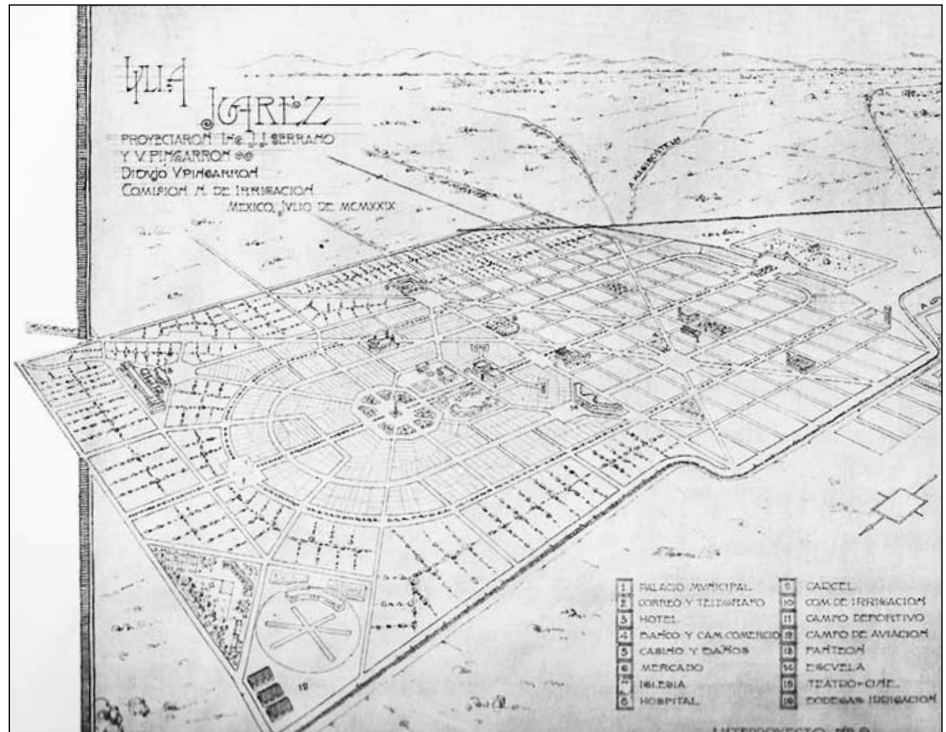 VILLA
JUAREZ
PROYECTARON ING. J.J. SERRANO
Y V. PINGARRON
DIBUJÓ V PINGARRON
COMISION N. DE IRRIGACION
MEXICO, JULIO DE MCMXXIX
1 PALACIO MUNICIPAL
2 CORREO Y TELEGRAFO
3 HOTEL
4 BANCO Y CAM. COMERCIO
5 CASINO Y BAÑOS
6 MERCADO
7 IGLESIA
8 HOSPITAL
9 CARCEL
10 COM. DE IRRIGACION
11 CAMPO DEPORTIVO
12 CAMPO DE AVIACION
13 PANTEON
14 ESCUELA
15 TEATRO-CINE
16 BODEGAS IRRIGACION
ANTEPROYECTO